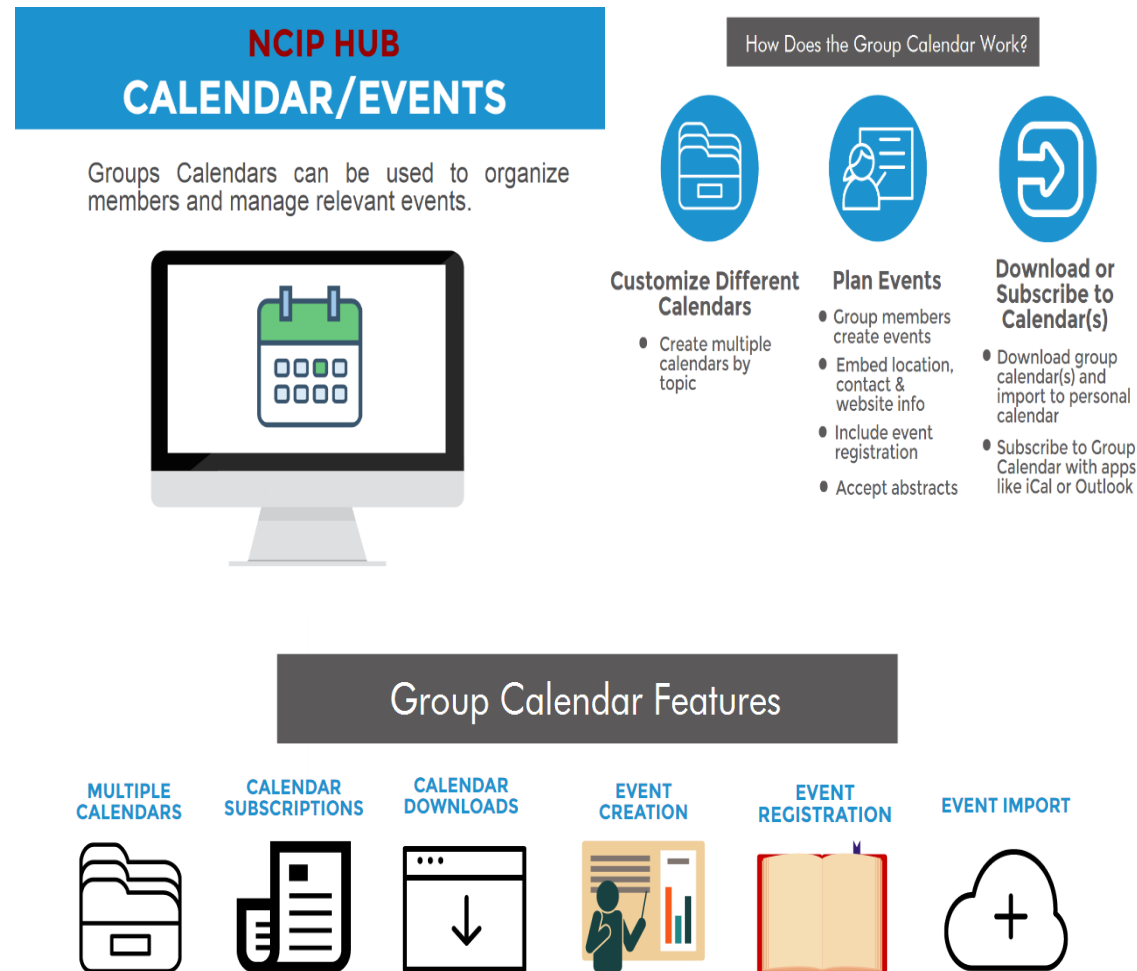 NCIP HUB
CALENDAR/EVENTS
Groups Calendars can be used to organize
members and manage relevant events.
How Does the Group Calendar Work?
Customize Different
Calendars
Create multiple
calendars by
topic
Plan Events
Group members
create events
Embed location,
contact &
website info
Include event
registration
Accept abstracts
Download or
Subscribe to
Calendar(s)
Download group
calendar(s) and
import to personal
calendar
Subscribe to Group
Calendar with apps
like iCal or Outlook
Group Calendar Features
MULTIPLE
CALENDARS
CALENDAR
SUBSCRIPTIONS
CALENDAR
DOWNLOADS
EVENT
CREATION
EVENT
REGISTRATION
EVENT IMPORT